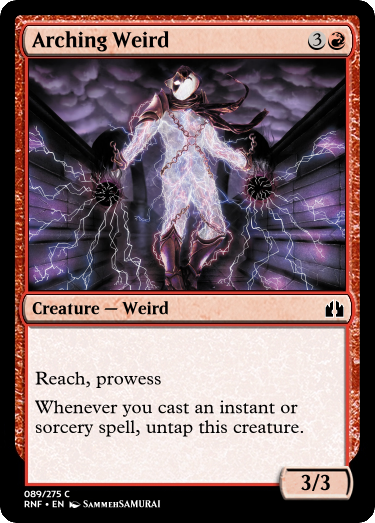 Arching Weird 3
Creature — Weird
Reach, prowess
Whenever you cast an instant or
sorcery spell, untap this creature.
3/3
089/275 C
RNF • EN SammehSAMURAI